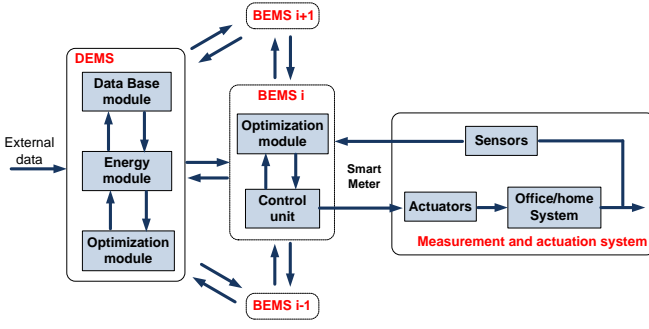 BEMS i+1
DEMS
Data Base
module
External
data
Energy
module
Optimization
module
BEMS i
Optimization
module
Control
unit
BEMS i-1
Smart
Meter
Sensors
Actuators
Office/home
System
Measurement and actuation system